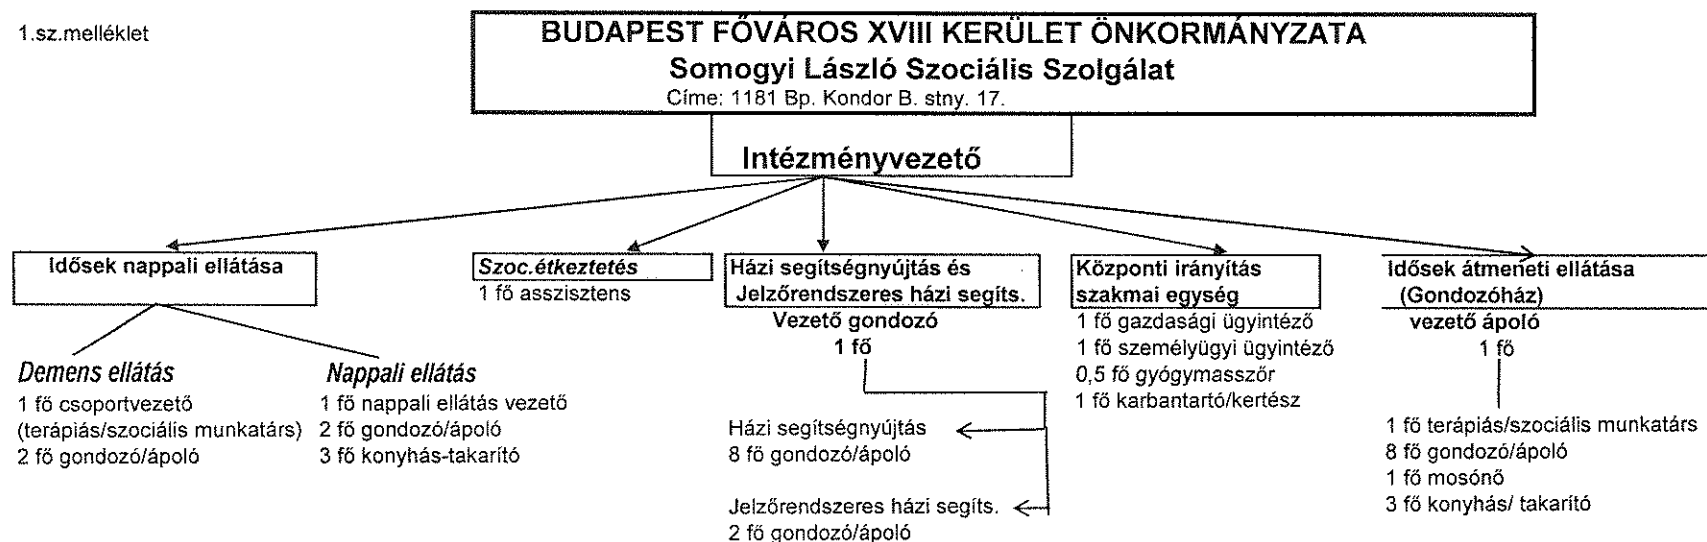 1.sz.melléklet
BUDAPEST FŐVÁROS XVIII KERÜLET ÖNKORMÁNYZATA
Somogyi László Szociális Szolgálat
Címe: 1181 Bp. Kondor B. stny. 17.
Intézményvezető
Idősek nappali ellátása
Demens ellátás
1 fő csoportvezető
(terápiás/szociális munkatárs)
2 fő gondozó/ápoló
Nappali ellátás
1 fő nappali ellátás vezető
2 fő gondozó/ápoló
3 fő konyhás-takarító
Szoc.étkeztetés
1 fő asszisztens
Házi segítségnyújtás és
Jelzőrendszeres házi segíts.
Vezető gondozó
1 fő
Házi segítségnyújtás
8 fő gondozó/ápoló
Jelzőrendszeres házi segíts.
2 fő gondozó/ápoló
Központi irányítás
szakmai egység
1 fő gazdasági ügyintéző
1 fő személyügyi ügyintéző
0,5 fő gyógymasszőr
1 fő karbantartó/kertész
Idősek átmeneti ellátása
(Gondozóház)
vezető ápoló
1 fő
1 fő terápiás/szociális munkatárs
8 fő gondozó/ápoló
1 fő mosónő
3 fő konyhás/ takarító